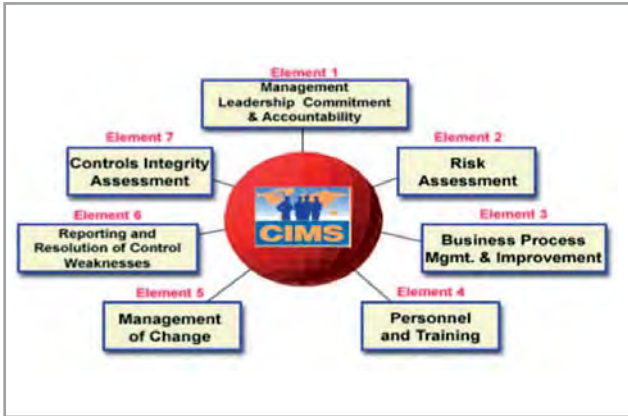 Element 1
Management
Leadership Commitment
& Accountability
Element 2
Risk
Assessment
Element 3
Business Process
Mgmt. & Improvement
Element 4
Personnel
and Training
Element 5
Management
of Change
Element 6
Reporting and
Resolution of Control
Weaknesses
Element 7
Controls Integrity
Assessment
CIMS